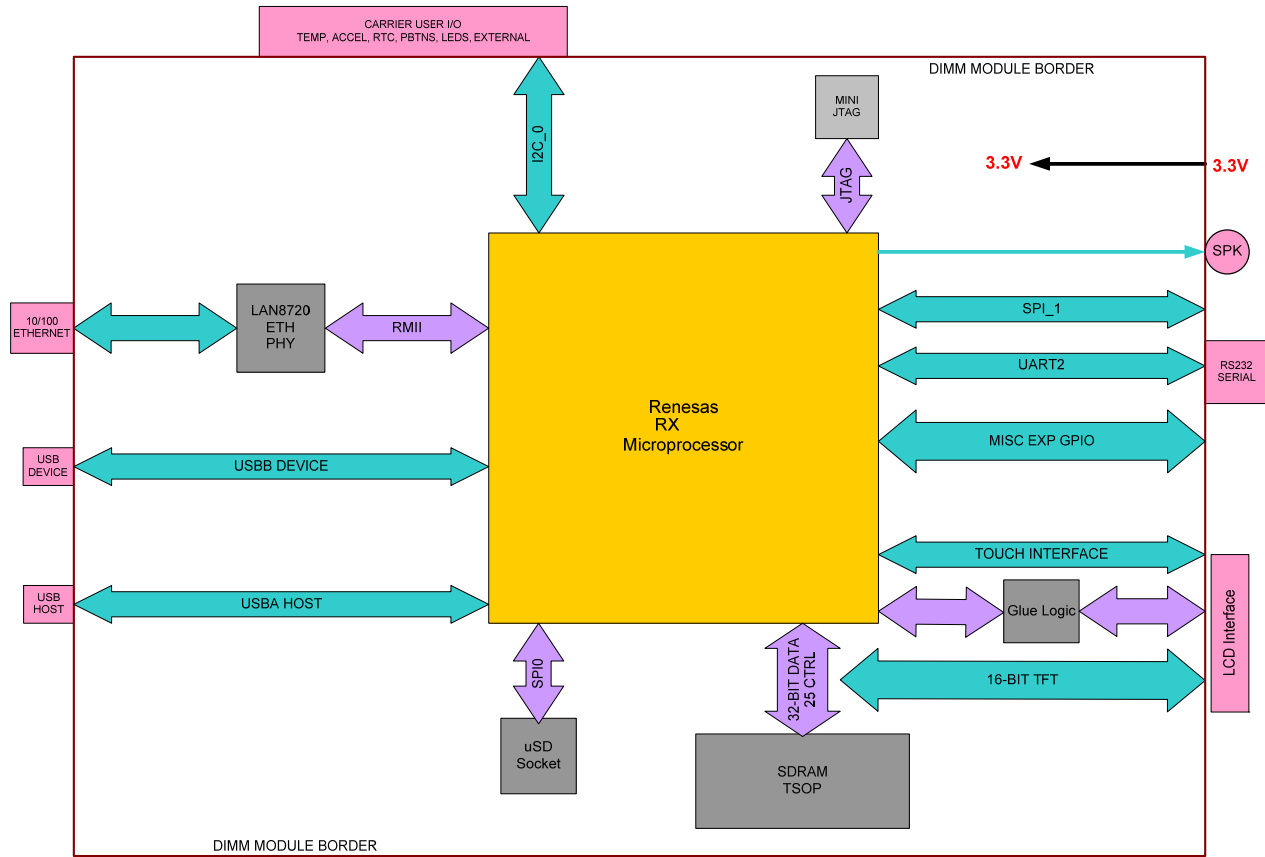 CARRIER USER I/O
TEMP, ACCEL, RTC, PBTNS, LEDS, EXTERNAL
DIMM MODULE BORDER
MINI
JTAG
I2C_0
JTAG
3.3V
3.3V
SPK
10/100
ETHERNET
LAN8720
ETH
PHY
RMII
SPI_1
UART2
RS232
SERIAL
Renesas
RX
Microprocessor
MISC EXP GPIO
USB
DEVICE
USBB DEVICE
TOUCH INTERFACE
USB
HOST
USBA HOST
Glue Logic
LCD Interface
SPI0
32-BIT DATA
25 CTRL
16-BIT TFT
uSD
Socket
SDRAM
TSOP
DIMM MODULE BORDER